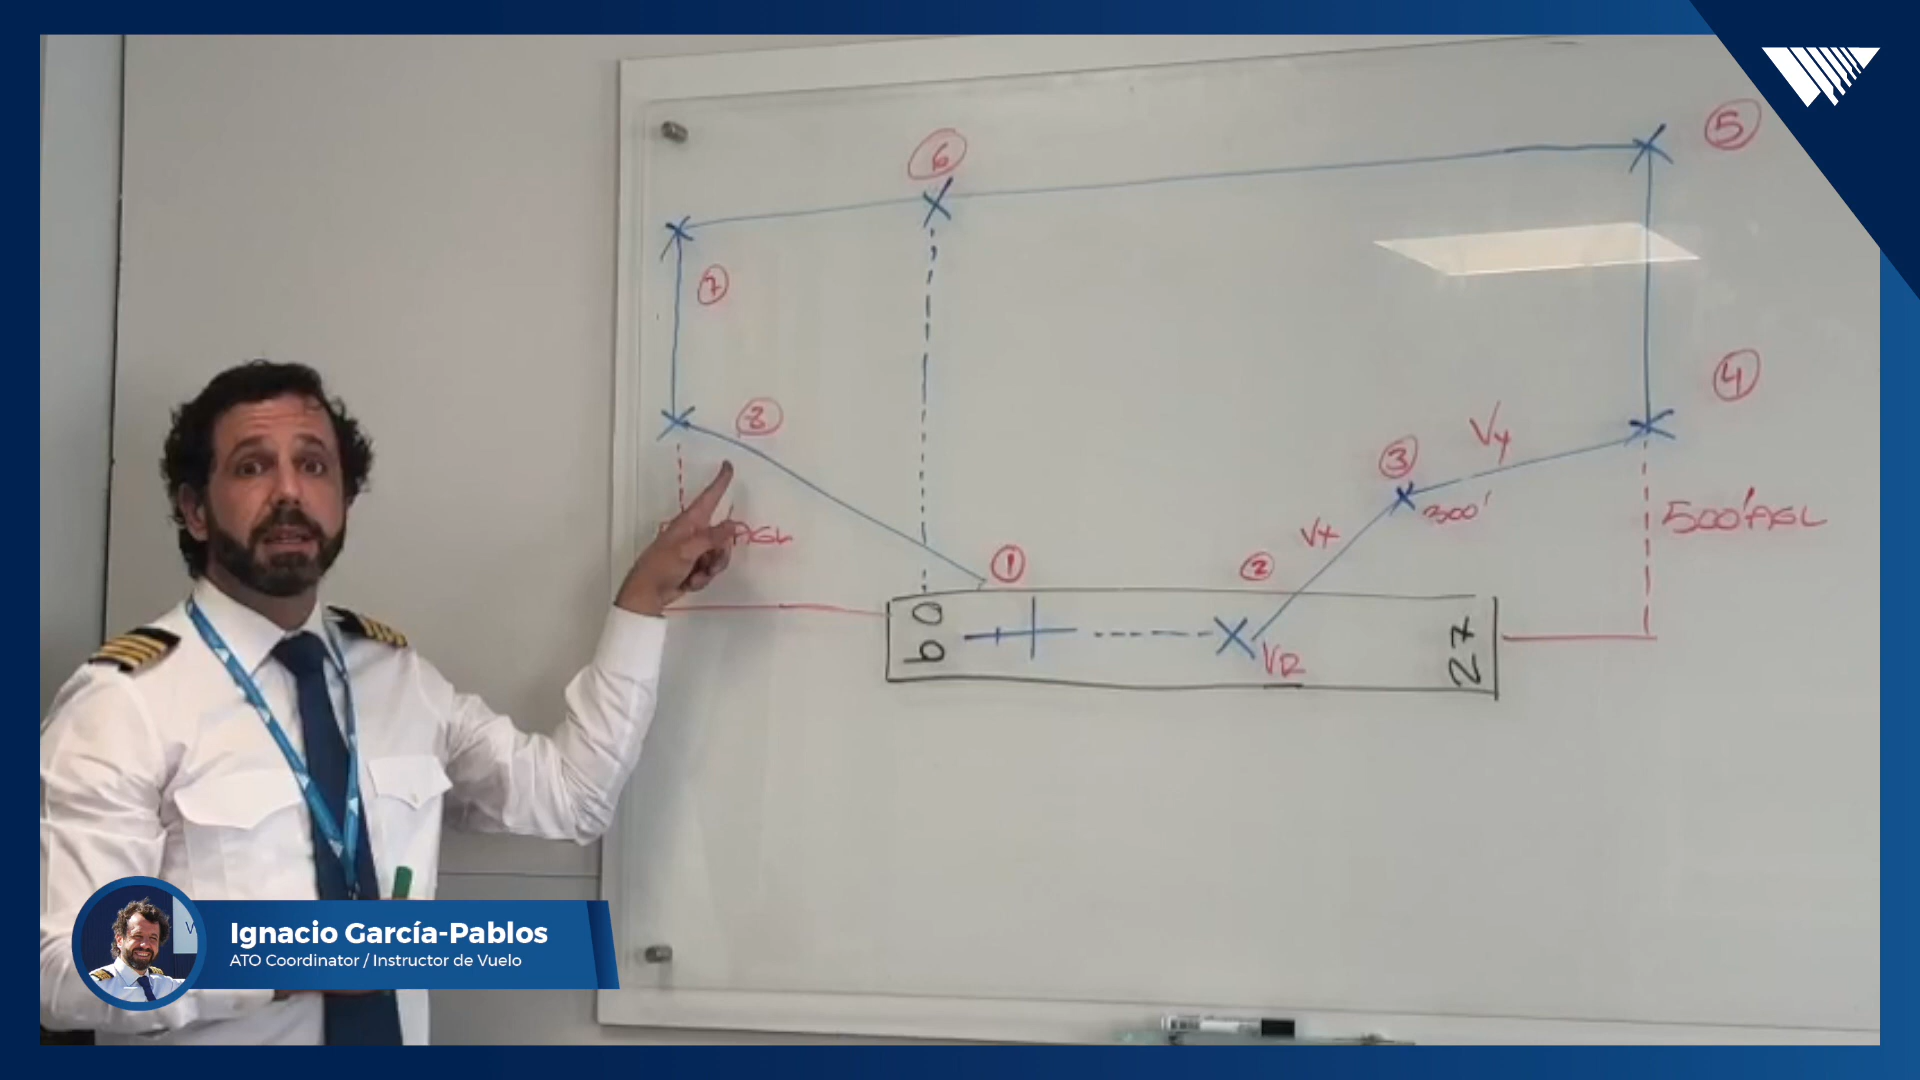 5
6
7
4
8
Vy
3
300'
500'AGL
Vx
AGL
1
2
09
27
VR
Ignacio García-Pablos
ATO Coordinator / Instructor de Vuelo